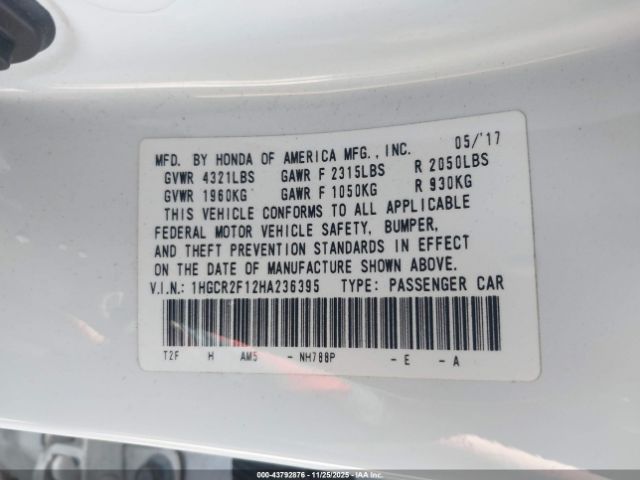 MFD. BY HONDA OF AMERICA MFG., INC. 05/'17
GVWR 4321LBS GAWR F 2315LBS R 2050LBS
GVWR 1960KG GAWR F 1050KG R 930KG
THIS VEHICLE CONFORMS TO ALL APPLICABLE
FEDERAL MOTOR VEHICLE SAFETY, BUMPER,
AND THEFT PREVENTION STANDARDS IN EFFECT
ON THE DATE OF MANUFACTURE SHOWN ABOVE.
V.I.N.: 1HGCR2F12HA236395 TYPE: PASSENGER CAR
T2F H AM5 - NH788P - E - A
000-43792876 - 11/25/2025 - IAAI.COM